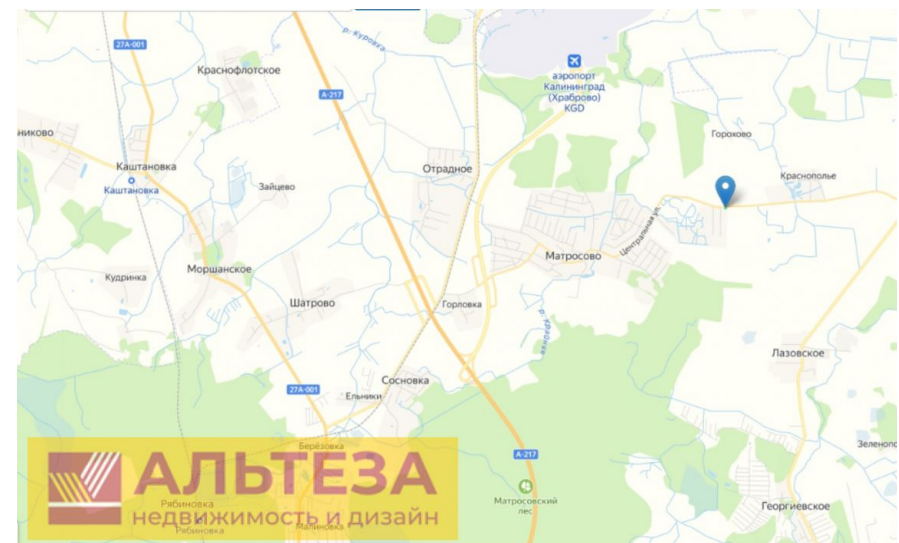 27А-001
р. Куровка
Краснофлотское
аэропорт
Калининград
(Храброво)
KGD
А-217
Горохово
никово
Каштановка
Каштановка
Отрадное
Краснополье
Зайцево
Центральная ул.
Матросово
Моршанское
Кудринка
Шатрово
Горловка
Лазовское
Сосновка
27А-001
Ельники
Берёзовка
А-217
Зеленопо
АЛЬТЕЗА
недвижимость и дизайн
Рябиновка
Рябиновка
Малиновка
Матросовский
лес
Георгиевское